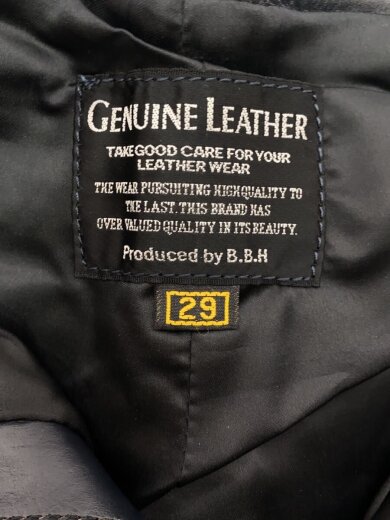 GENUINE LEATHER
TAKE GOOD CARE FOR YOUR
LEATHER WEAR
THE WEAR PURSUITING HIGH QUALITY TO
THE LAST. THIS BRAND HAS
OVER VALUED QUALITY IN ITS BEAUTY.
Produced by B.B.H
29